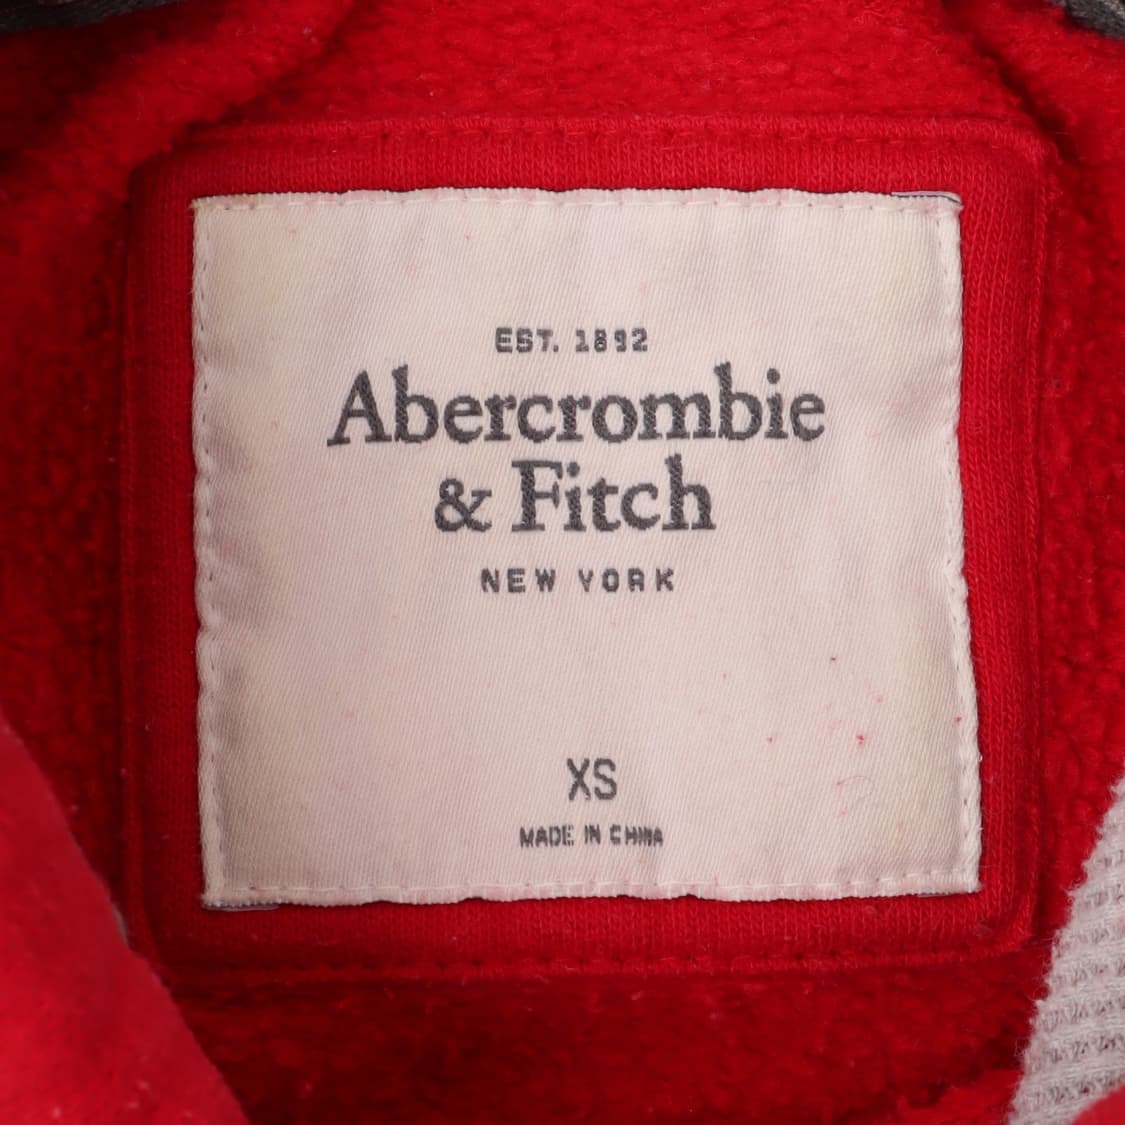 EST. 1892
Abercrombie
& Fitch
NEW YORK
XS
MADE IN CHINA